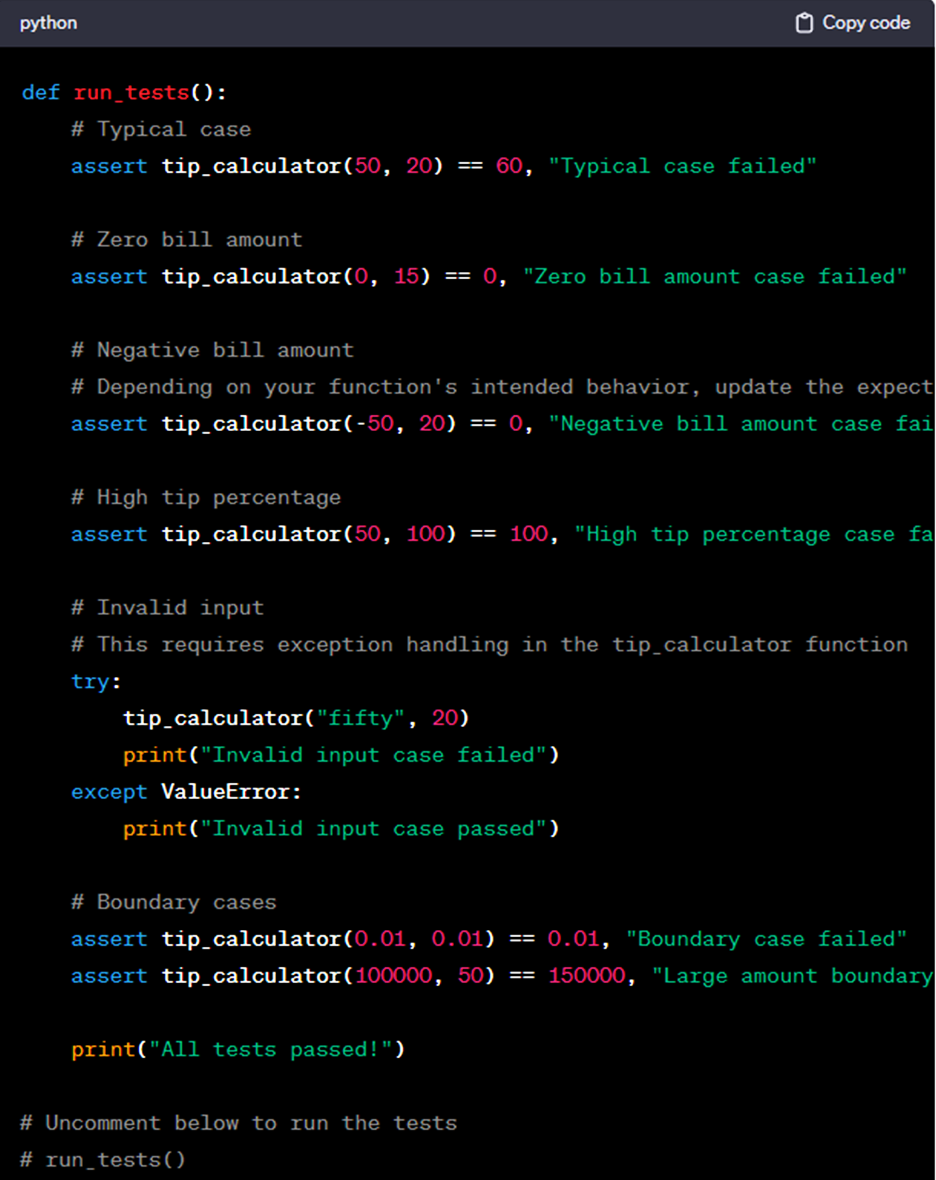 python
Copy code
def run_tests():
    # Typical case
    assert tip_calculator(50, 20) == 60, "Typical case failed"
    # Zero bill amount
    assert tip_calculator(0, 15) == 0, "Zero bill amount case failed"
    # Negative bill amount
    # Depending on your function's intended behavior, update the expect
    assert tip_calculator(-50, 20) == 0, "Negative bill amount case fai
    # High tip percentage
    assert tip_calculator(50, 100) == 100, "High tip percentage case fa
    # Invalid input
    # This requires exception handling in the tip_calculator function
    try:
        tip_calculator("fifty", 20)
        print("Invalid input case failed")
    except ValueError:
        print("Invalid input case passed")
    # Boundary cases
    assert tip_calculator(0.01, 0.01) == 0.01, "Boundary case failed"
    assert tip_calculator(100000, 50) == 150000, "Large amount boundary
    print("All tests passed!")
# Uncomment below to run the tests
# run_tests()